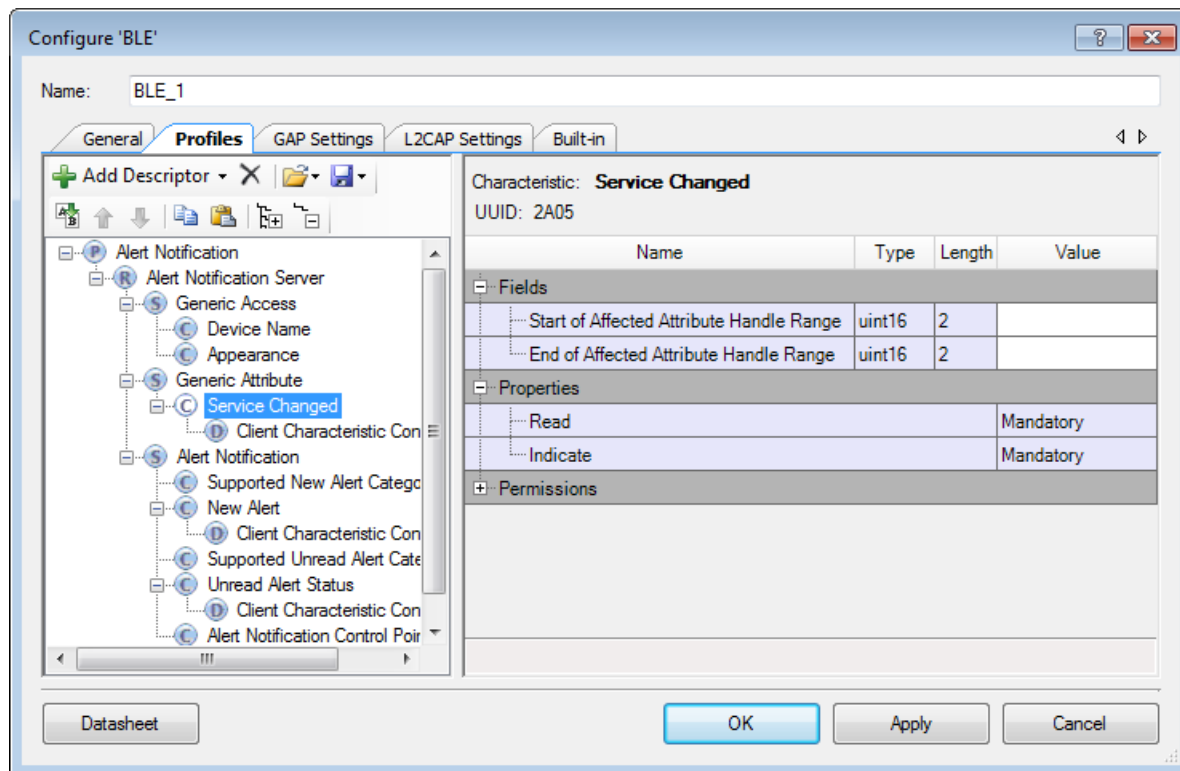 Configure 'BLE'
Name: BLE_1
General Profiles GAP Settings L2CAP Settings Built-in
Add Descriptor
Characteristic: Service Changed
UUID: 2A05
Name Type Length Value
Fields
Start of Affected Attribute Handle Range uint16 2
End of Affected Attribute Handle Range uint16 2
Properties
Read Mandatory
Indicate Mandatory
Permissions
P Alert Notification
R Alert Notification Server
S Generic Access
C Device Name
C Appearance
S Generic Attribute
C Service Changed
D Client Characteristic Con
S Alert Notification
C Supported New Alert Catego
C New Alert
D Client Characteristic Con
C Supported Unread Alert Cate
C Unread Alert Status
D Client Characteristic Con
C Alert Notification Control Poir
Datasheet OK Apply Cancel